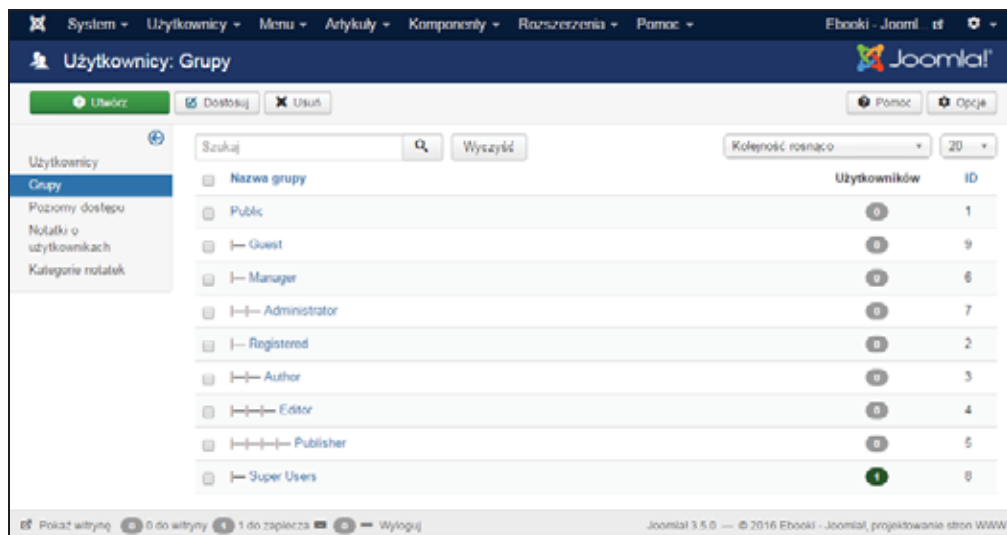 System Użytkownicy Menu Artykuły Komponenty Rozszerzenia Pomoc Ebooki - Jooml...
Użytkownicy: Grupy Joomla!
Utwórz Dostosuj Usuń Pomoc Opcje
Szukaj Wyczyść Kolejność rosnąco 20
Użytkownicy
Grupy
Poziomy dostępu
Notatki o
użytkownikach
Kategorie notatek
Nazwa grupy Użytkowników ID
Public 0 1
|— Guest 0 9
|— Manager 0 6
|—|— Administrator 0 7
|— Registered 0 2
|—|— Author 0 3
|—|—|— Editor 0 4
|—|—|—|— Publisher 0 5
|— Super Users 1 8
Pokaż witrynę 0 0 do witryny 1 1 do zaplecza 0 Wyloguj Joomla! 3.5.0 — © 2016 Ebooki - Joomla!, projektowanie stron WWW